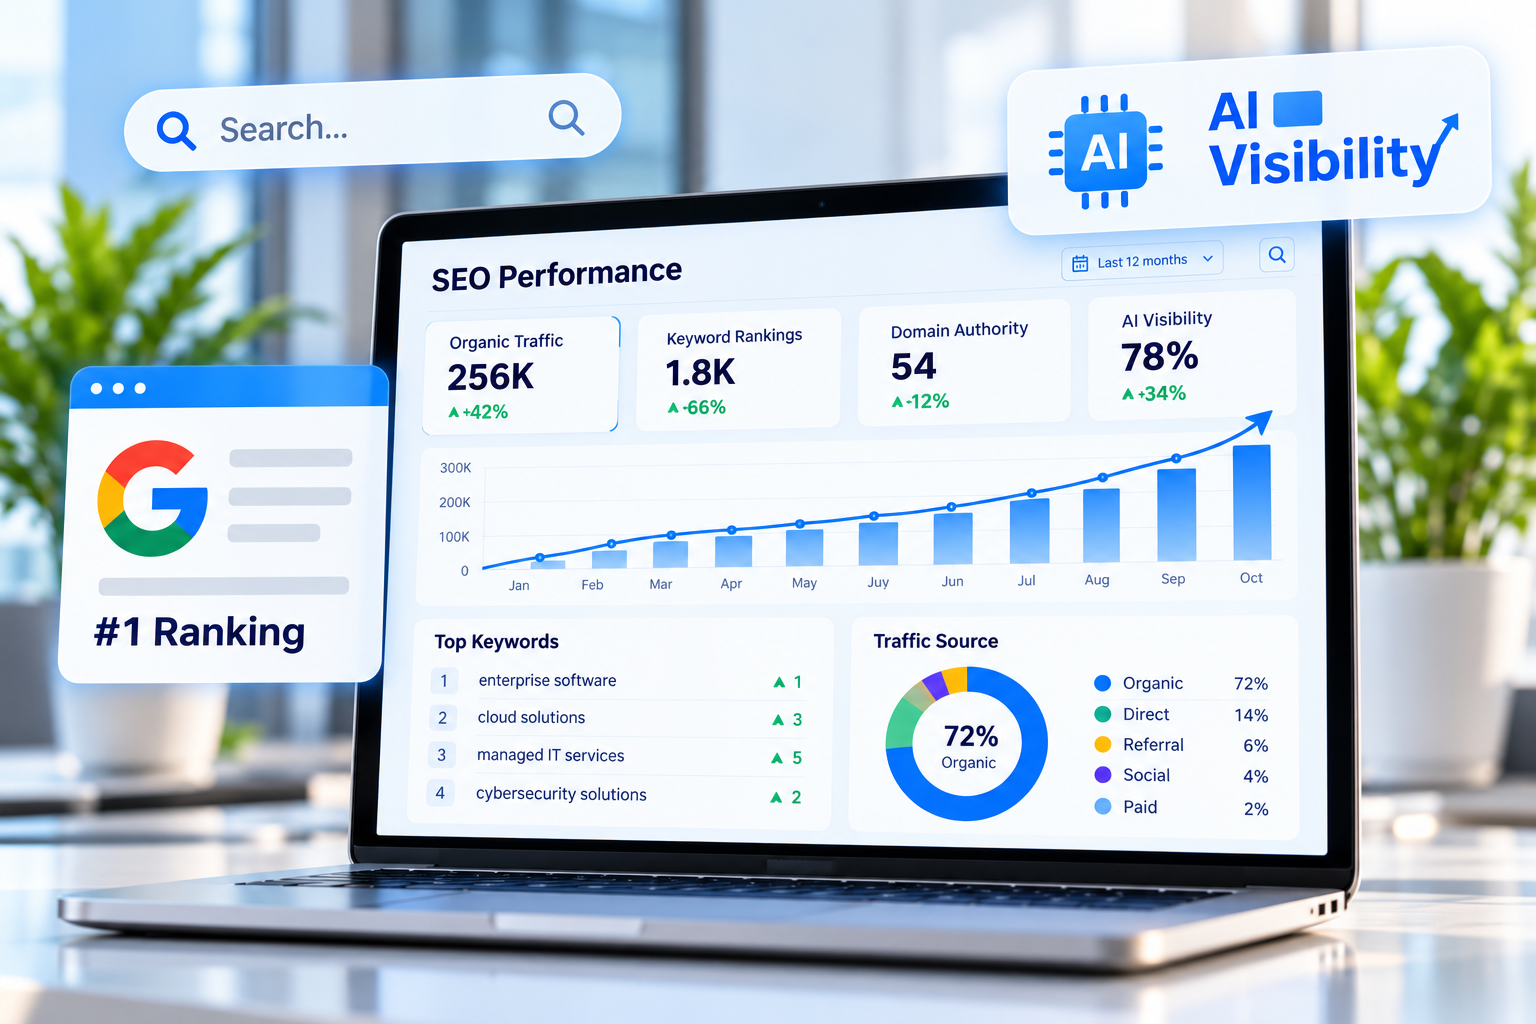 Search...
AI
AI
Visibility
SEO Performance
Last 12 months
Organic Traffic
256K
+42%
Keyword Rankings
1.8K
-66%
Domain Authority
54
-12%
AI Visibility
78%
+34%
#1 Ranking
300K
200K
100K
0
Jan Feb Mar Apr May Juy Jun Jul Aug Sep Oct
Top Keywords
1 enterprise software 1
2 cloud solutions 3
3 managed IT services 5
4 cybersecurity solutions 2
Traffic Source
72%
Organic
Organic 72%
Direct 14%
Referral 6%
Social 4%
Paid 2%